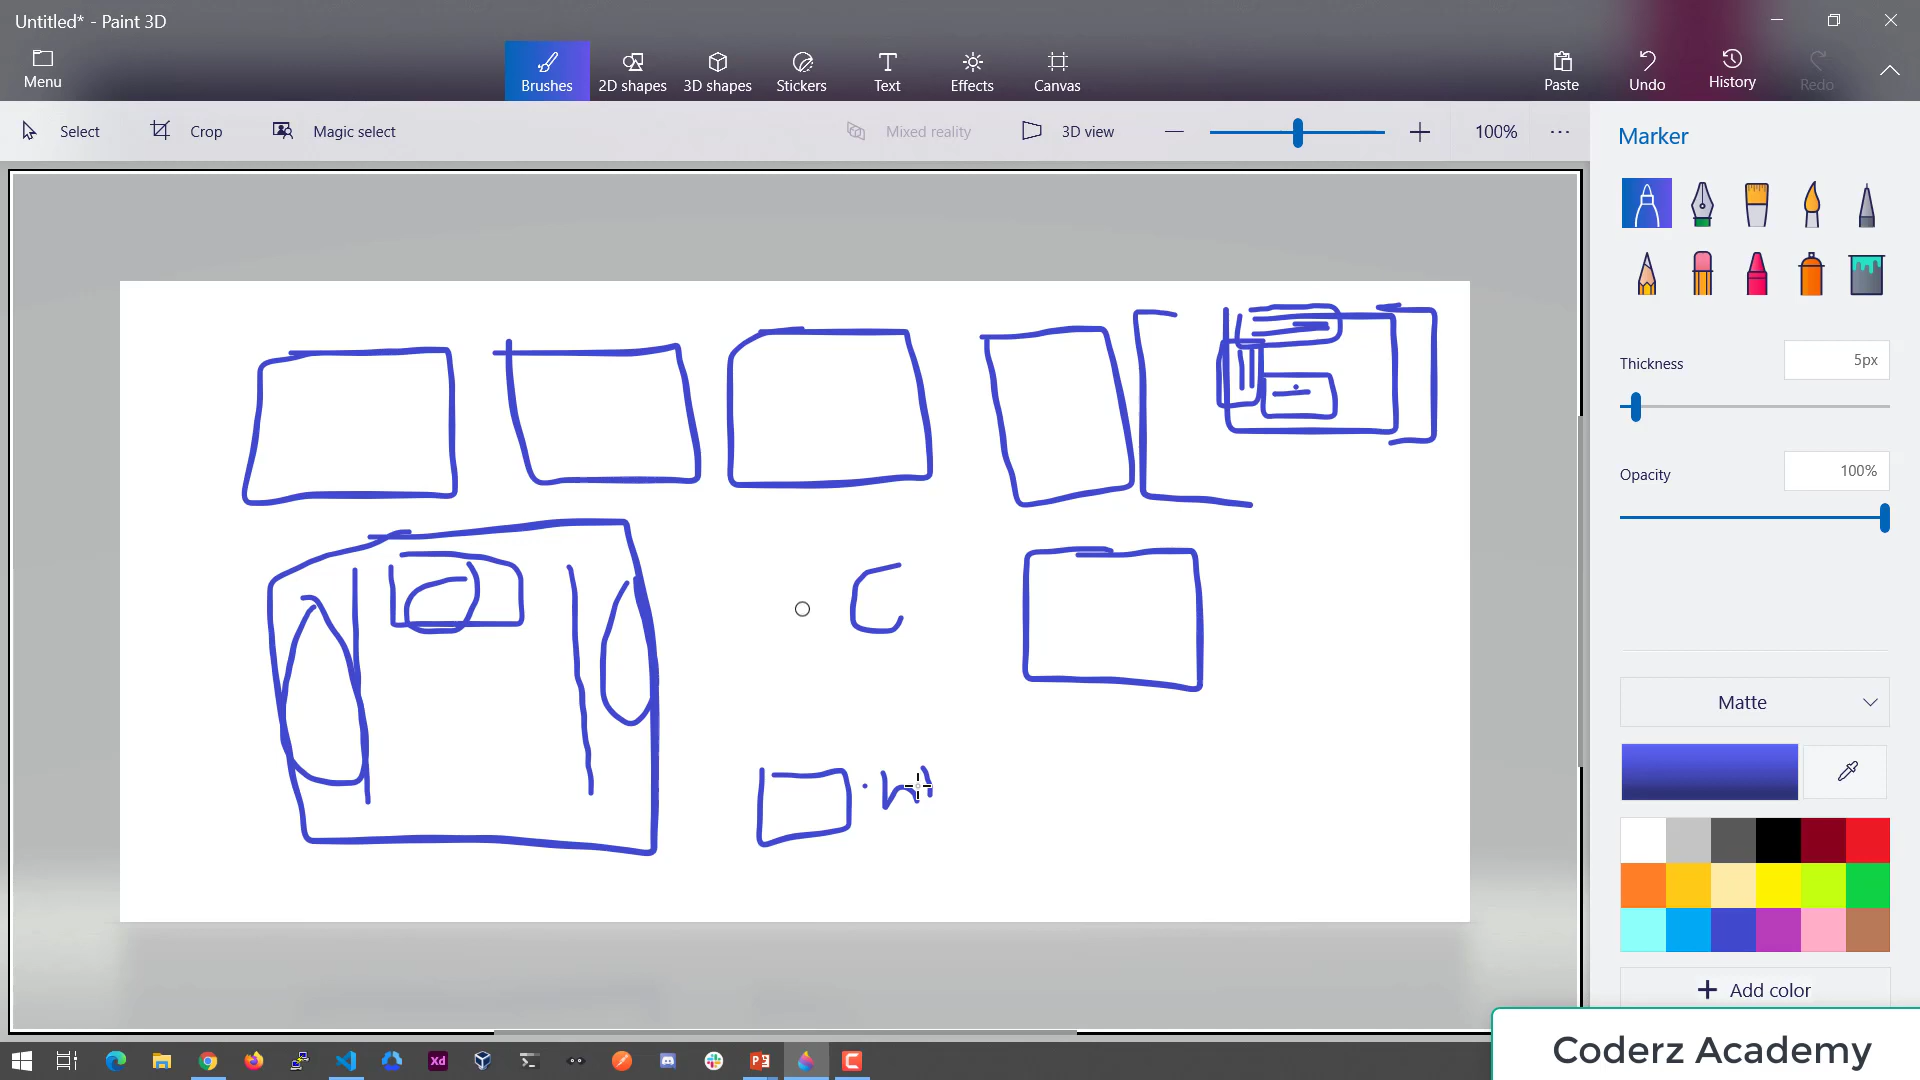 Untitled* - Paint 3D
Menu
Brushes
2D shapes
3D shapes
Stickers
Text
Effects
Canvas
Paste
Undo
History
Redo
Select
Crop
Magic select
Mixed reality
3D view
100%
Marker
Thickness
5px
Opacity
100%
Matte
Add color
C
Xd
Coderz Academy